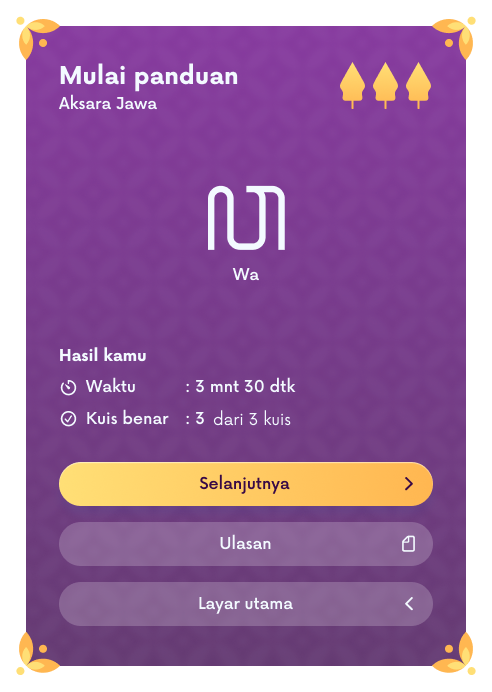 Mulai panduan
Aksara Jawa
ꦮ
Wa
Hasil kamu
Waktu : 3 mnt 30 dtk
Kuis benar : 3 dari 3 kuis
Selanjutnya
Ulasan
Layar utama